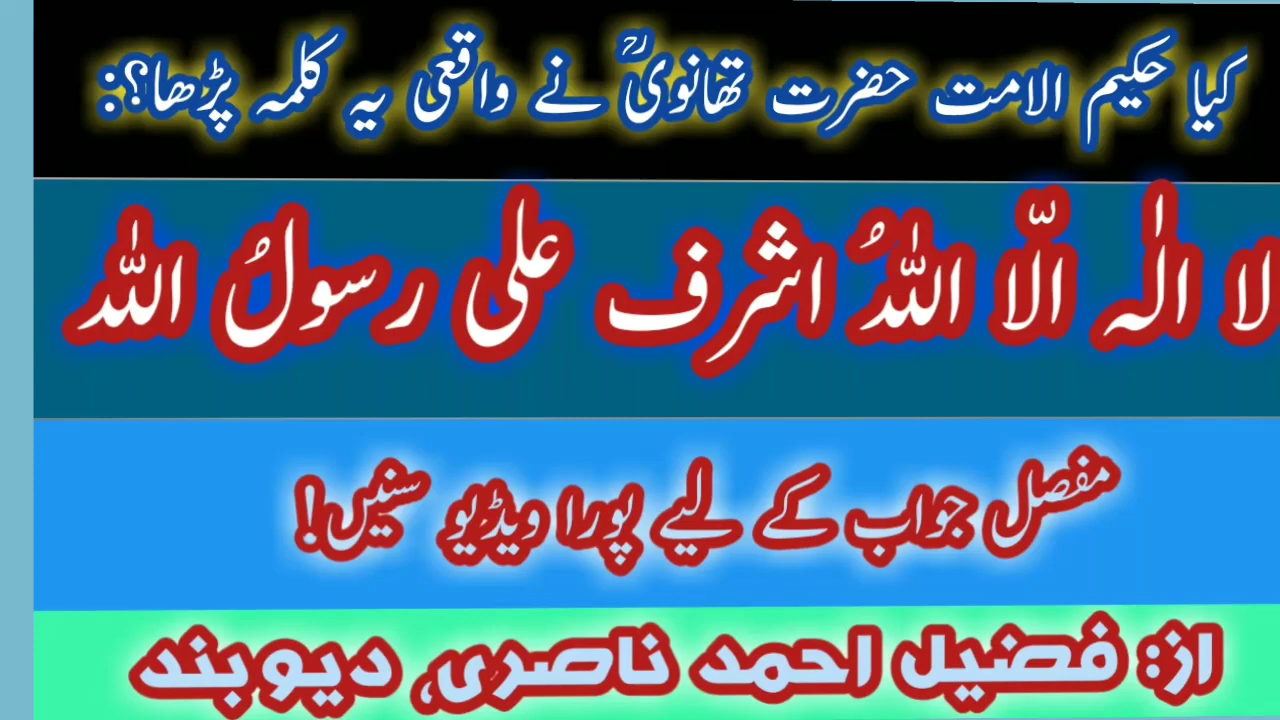 کیا حکیم الامت حضرت تھانویؒ نے واقعی یہ کلمہ پڑھا؟:
لا الٰہ الّا اللہُ اشرف علی رسولُ اللہ
مفصل جواب کے لیے پورا ویڈیو سنیں!
از: فضیل احمد ناصری، دیوبند